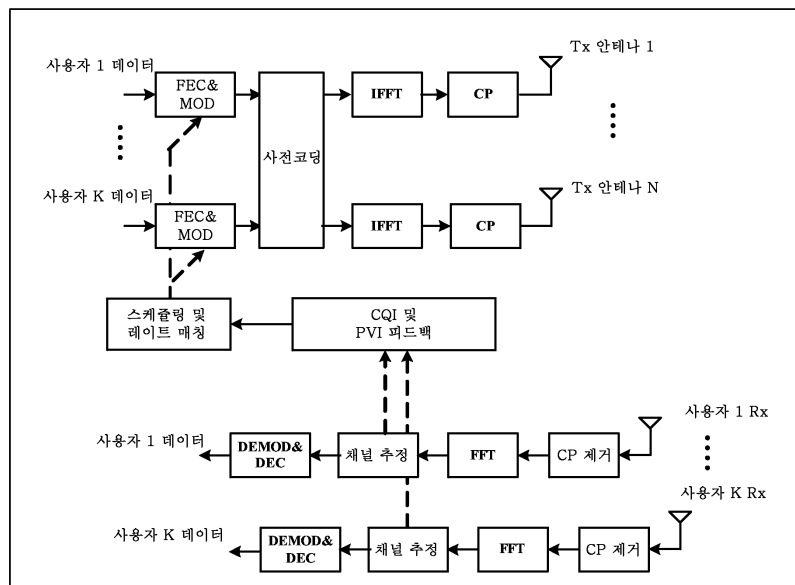 Tx 안테나 1
사용자 1 데이터
FEC&
MOD
IFFT
CP
사전코딩
사용자 K 데이터
Tx 안테나 N
FEC&
MOD
IFFT
CP
스케쥴링 및
레이트 매칭
CQI 및
PVI 피드백
사용자 1 Rx
사용자 1 데이터
DEMOD&
DEC
채널 추정
FFT
CP 제거
사용자 K Rx
사용자 K 데이터
DEMOD&
DEC
채널 추정
FFT
CP 제거